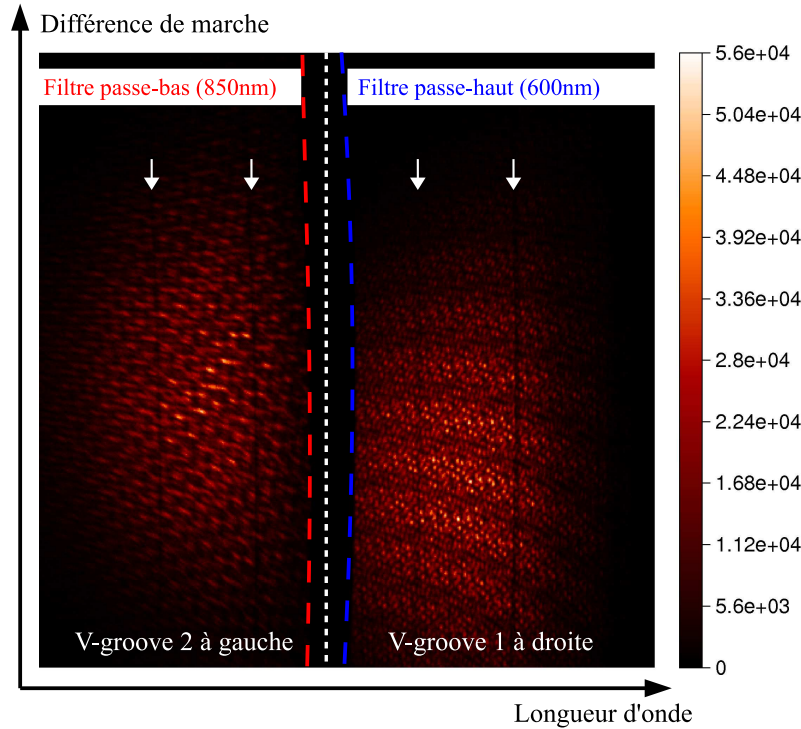 Différence de marche
Filtre passe-bas (850nm)
Filtre passe-haut (600nm)
V-groove 2 à gauche
V-groove 1 à droite
Longueur d'onde
5.6e+04
5.04e+04
4.48e+04
3.92e+04
3.36e+04
2.8e+04
2.24e+04
1.68e+04
1.12e+04
5.6e+03
0